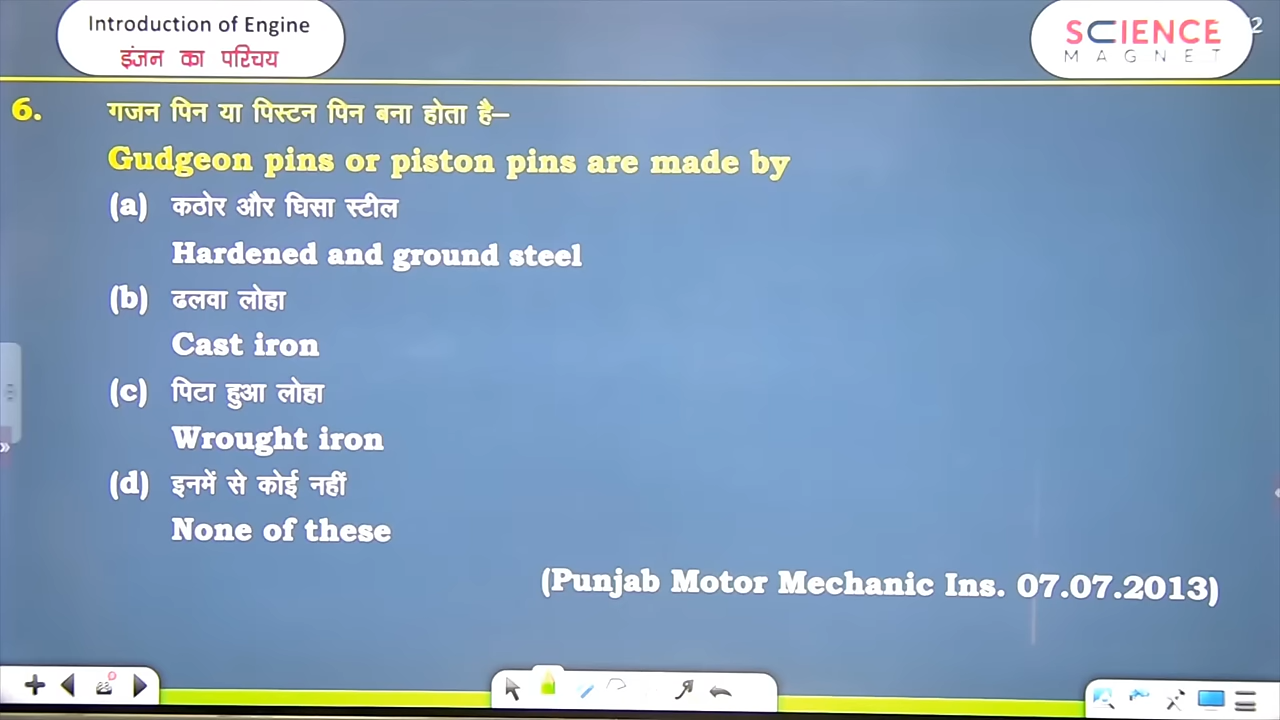 Introduction of Engine
इंजन का परिचय
SCIENCE
MAGNET
2
6. गजन पिन या पिस्टन पिन बना होता है–
Gudgeon pins or piston pins are made by
(a) कठोर और घिसा स्टील
Hardened and ground steel
(b) ढलवा लोहा
Cast iron
(c) पिटा हुआ लोहा
Wrought iron
(d) इनमें से कोई नहीं
None of these
(Punjab Motor Mechanic Ins. 07.07.2013)